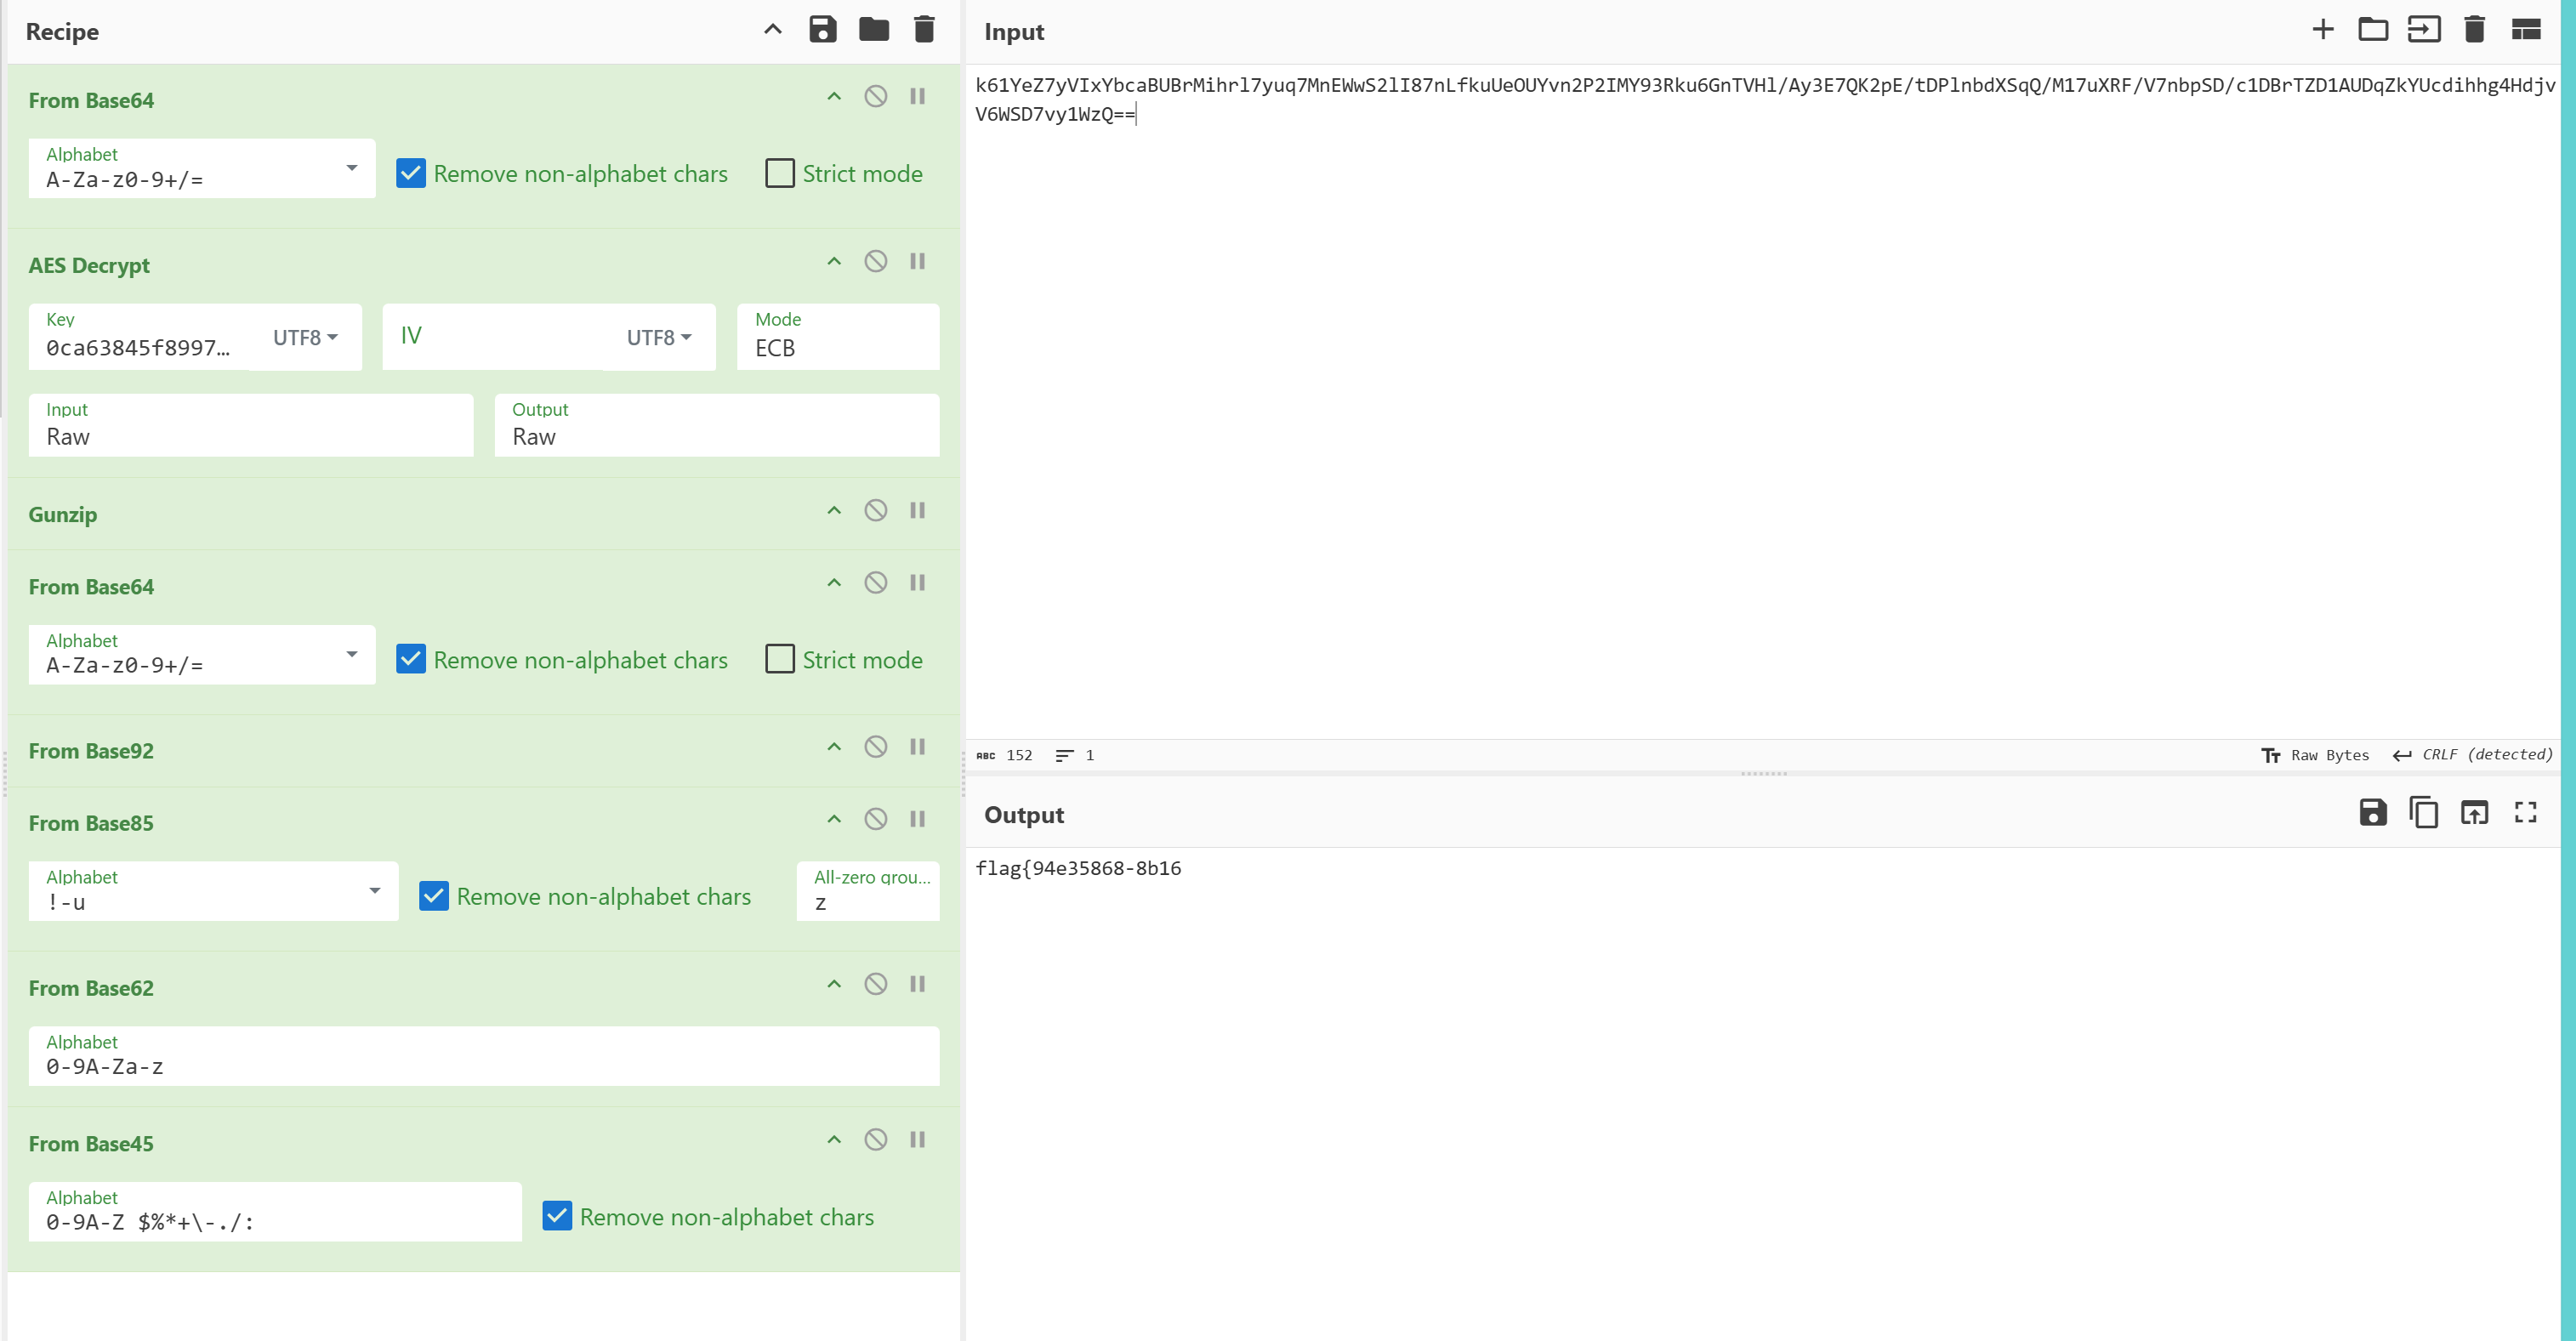 Recipe
From Base64
Alphabet
A-Za-z0-9+/=
Remove non-alphabet chars
Strict mode
AES Decrypt
Key
0ca63845f8997...
UTF8
IV
UTF8
Mode
ECB
Input
Raw
Output
Raw
Gunzip
From Base64
Alphabet
A-Za-z0-9+/=
Remove non-alphabet chars
Strict mode
From Base92
From Base85
Alphabet
!-u
Remove non-alphabet chars
All-zero grou...
z
From Base62
Alphabet
0-9A-Za-z
From Base45
Alphabet
0-9A-Z $%*+\-./:
Remove non-alphabet chars
Input
k61YeZ7yVIxYbcaBUBrMihrl7yuq7MnEWwS2lI87nLfkuUeOUYvn2P2IMY93Rku6GnTVHl/Ay3E7QK2pE/tDPlnbdXSqQ/M17uXRF/V7nbpSD/c1DBrTZD1AUDqZkYUcdihhg4Hdjv
V6WSD7vy1WzQ==
ABC 152 1
Tт Raw Bytes
CRLF (detected)
Output
flag{94e35868-8b16